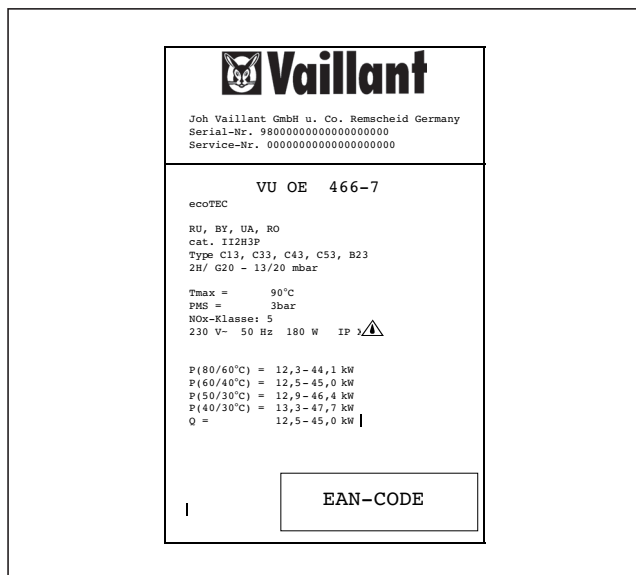 Vaillant
Joh Vaillant GmbH u. Co. Remscheid Germany
Serial-Nr. 98000000000000000000
Service-Nr. 00000000000000000000
VU OE 466-7
ecoTEC
RU, BY, UA, RO
cat. II2H3P
Type C13, C33, C43, C53, B23
2H/ G20 - 13/20 mbar
Tmax = 90°C
PMS = 3bar
NOx-Klasse: 5
230 V~ 50 Hz 180 W IP
P(80/60°C) = 12,3-44,1 kW
P(60/40°C) = 12,5-45,0 kW
P(50/30°C) = 12,9-46,4 kW
P(40/30°C) = 13,3-47,7 kW
Q = 12,5-45,0 kW
EAN-CODE